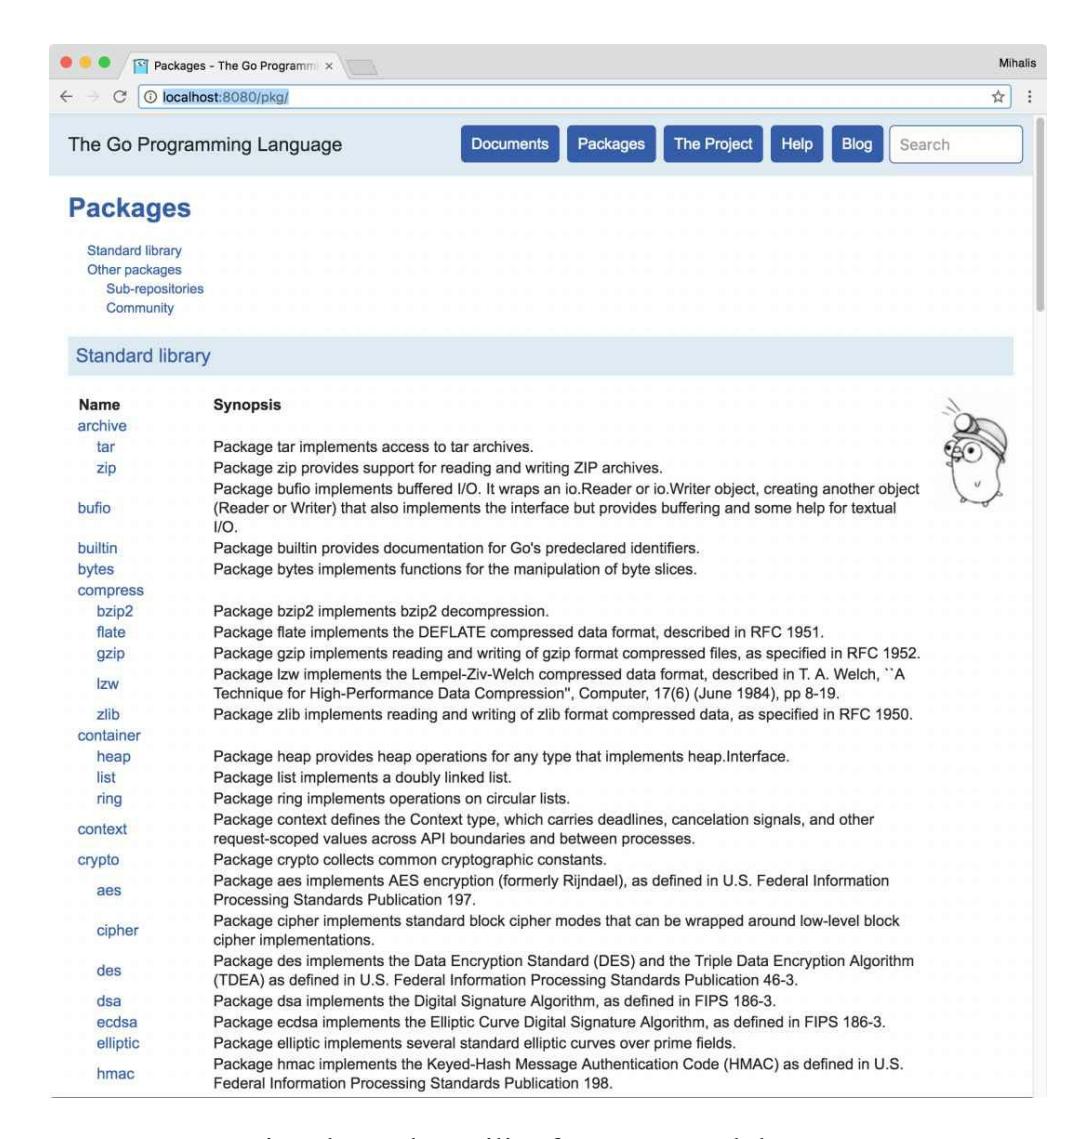 Packages - The Go Programmi
Mihalis
localhost:8080/pkg/
The Go Programming Language
Documents
Packages
The Project
Help
Blog
Search
Packages
Standard library
Other packages
Sub-repositories
Community
Standard library
Name Synopsis
archive
tar Package tar implements access to tar archives.
zip Package zip provides support for reading and writing ZIP archives.
Package bufio implements buffered I/O. It wraps an io.Reader or io.Writer object, creating another object
bufio (Reader or Writer) that also implements the interface but provides buffering and some help for textual
I/O.
builtin Package builtin provides documentation for Go's predeclared identifiers.
bytes Package bytes implements functions for the manipulation of byte slices.
compress
bzip2 Package bzip2 implements bzip2 decompression.
flate Package flate implements the DEFLATE compressed data format, described in RFC 1951.
gzip Package gzip implements reading and writing of gzip format compressed files, as specified in RFC 1952.
lzw Package lzw implements the Lempel-Ziv-Welch compressed data format, described in T. A. Welch, ``A
Technique for High-Performance Data Compression'', Computer, 17(6) (June 1984), pp 8-19.
zlib Package zlib implements reading and writing of zlib format compressed data, as specified in RFC 1950.
container
heap Package heap provides heap operations for any type that implements heap.Interface.
list Package list implements a doubly linked list.
ring Package ring implements operations on circular lists.
context Package context defines the Context type, which carries deadlines, cancelation signals, and other
request-scoped values across API boundaries and between processes.
crypto Package crypto collects common cryptographic constants.
aes Package aes implements AES encryption (formerly Rijndael), as defined in U.S. Federal Information
Processing Standards Publication 197.
cipher Package cipher implements standard block cipher modes that can be wrapped around low-level block
cipher implementations.
des Package des implements the Data Encryption Standard (DES) and the Triple Data Encryption Algorithm
(TDEA) as defined in U.S. Federal Information Processing Standards Publication 46-3.
dsa Package dsa implements the Digital Signature Algorithm, as defined in FIPS 186-3.
ecdsa Package ecdsa implements the Elliptic Curve Digital Signature Algorithm, as defined in FIPS 186-3.
elliptic Package elliptic implements several standard elliptic curves over prime fields.
hmac Package hmac implements the Keyed-Hash Message Authentication Code (HMAC) as defined in U.S.
Federal Information Processing Standards Publication 198.